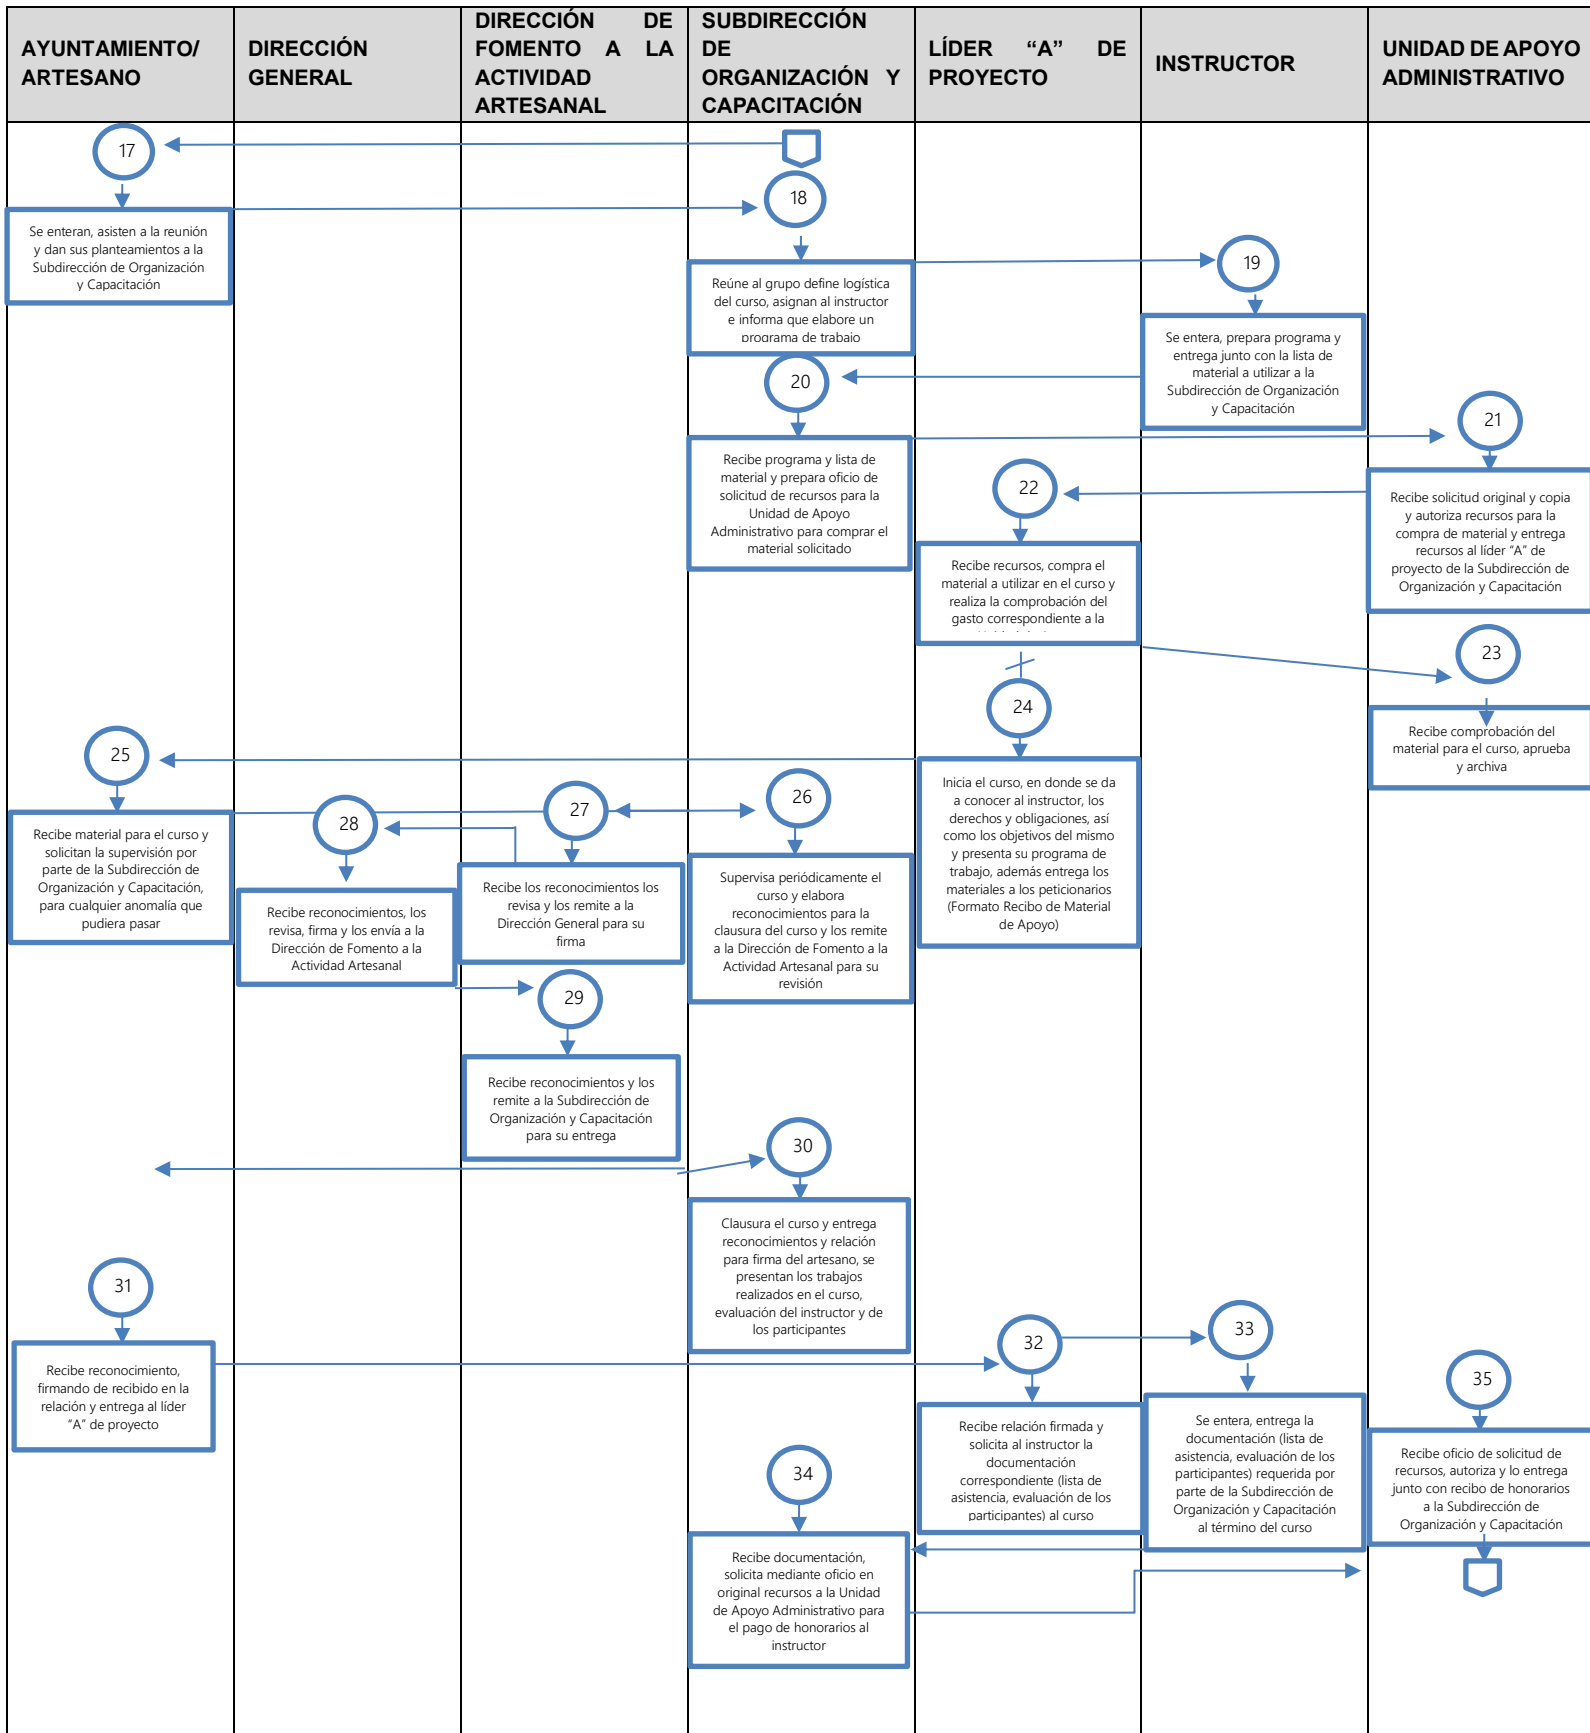 AYUNTAMIENTO/
ARTESANO
DIRECCIÓN
GENERAL
DIRECCIÓN DE
FOMENTO A LA
ACTIVIDAD
ARTESANAL
SUBDIRECCIÓN
DE
ORGANIZACIÓN Y
CAPACITACIÓN
LÍDER “A” DE
PROYECTO
INSTRUCTOR
UNIDAD DE APOYO
ADMINISTRATIVO
17
Se enteran, asisten a la reunión
y dan sus planteamientos a la
Subdirección de Organización
y Capacitación
18
Reúne al grupo define logística
del curso, asignan al instructor
e informa que elabore un
programa de trabajo
19
Se entera, prepara programa y
entrega junto con la lista de
material a utilizar a la
Subdirección de Organización
y Capacitación
20
Recibe programa y lista de
material y prepara oficio de
solicitud de recursos para la
Unidad de Apoyo
Administrativo para comprar el
material solicitado
21
Recibe solicitud original y copia
y autoriza recursos para la
compra de material y entrega
recursos al líder “A” de
proyecto de la Subdirección de
Organización y Capacitación
22
Recibe recursos, compra el
material a utilizar en el curso y
realiza la comprobación del
gasto correspondiente a la
23
Recibe comprobación del
material para el curso, aprueba
y archiva
24
Inicia el curso, en donde se da
a conocer al instructor, los
derechos y obligaciones, así
como los objetivos del mismo
y presenta su programa de
trabajo, además entrega los
materiales a los peticionarios
(Formato Recibo de Material
de Apoyo)
25
Recibe material para el curso y
solicitan la supervisión por
parte de la Subdirección de
Organización y Capacitación,
para cualquier anomalía que
pudiera pasar
26
Supervisa periódicamente el
curso y elabora
reconocimientos para la
clausura del curso y los remite
a la Dirección de Fomento a la
Actividad Artesanal para su
revisión
27
Recibe los reconocimientos los
revisa y los remite a la
Dirección General para su
firma
28
Recibe reconocimientos, los
revisa, firma y los envía a la
Dirección de Fomento a la
Actividad Artesanal
29
Recibe reconocimientos y los
remite a la Subdirección de
Organización y Capacitación
para su entrega
30
Clausura el curso y entrega
reconocimientos y relación
para firma del artesano, se
presentan los trabajos
realizados en el curso,
evaluación del instructor y de
los participantes
31
Recibe reconocimiento,
firmando de recibido en la
relación y entrega al líder
“A” de proyecto
32
Recibe relación firmada y
solicita al instructor la
documentación
correspondiente (lista de
asistencia, evaluación de los
participantes) al curso
33
Se entera, entrega la
documentación (lista de
asistencia, evaluación de los
participantes) requerida por
parte de la Subdirección de
Organización y Capacitación
al término del curso
34
Recibe documentación,
solicita mediante oficio en
original recursos a la Unidad
de Apoyo Administrativo para
el pago de honorarios al
instructor
35
Recibe oficio de solicitud de
recursos, autoriza y lo entrega
junto con recibo de honorarios
a la Subdirección de
Organización y Capacitación